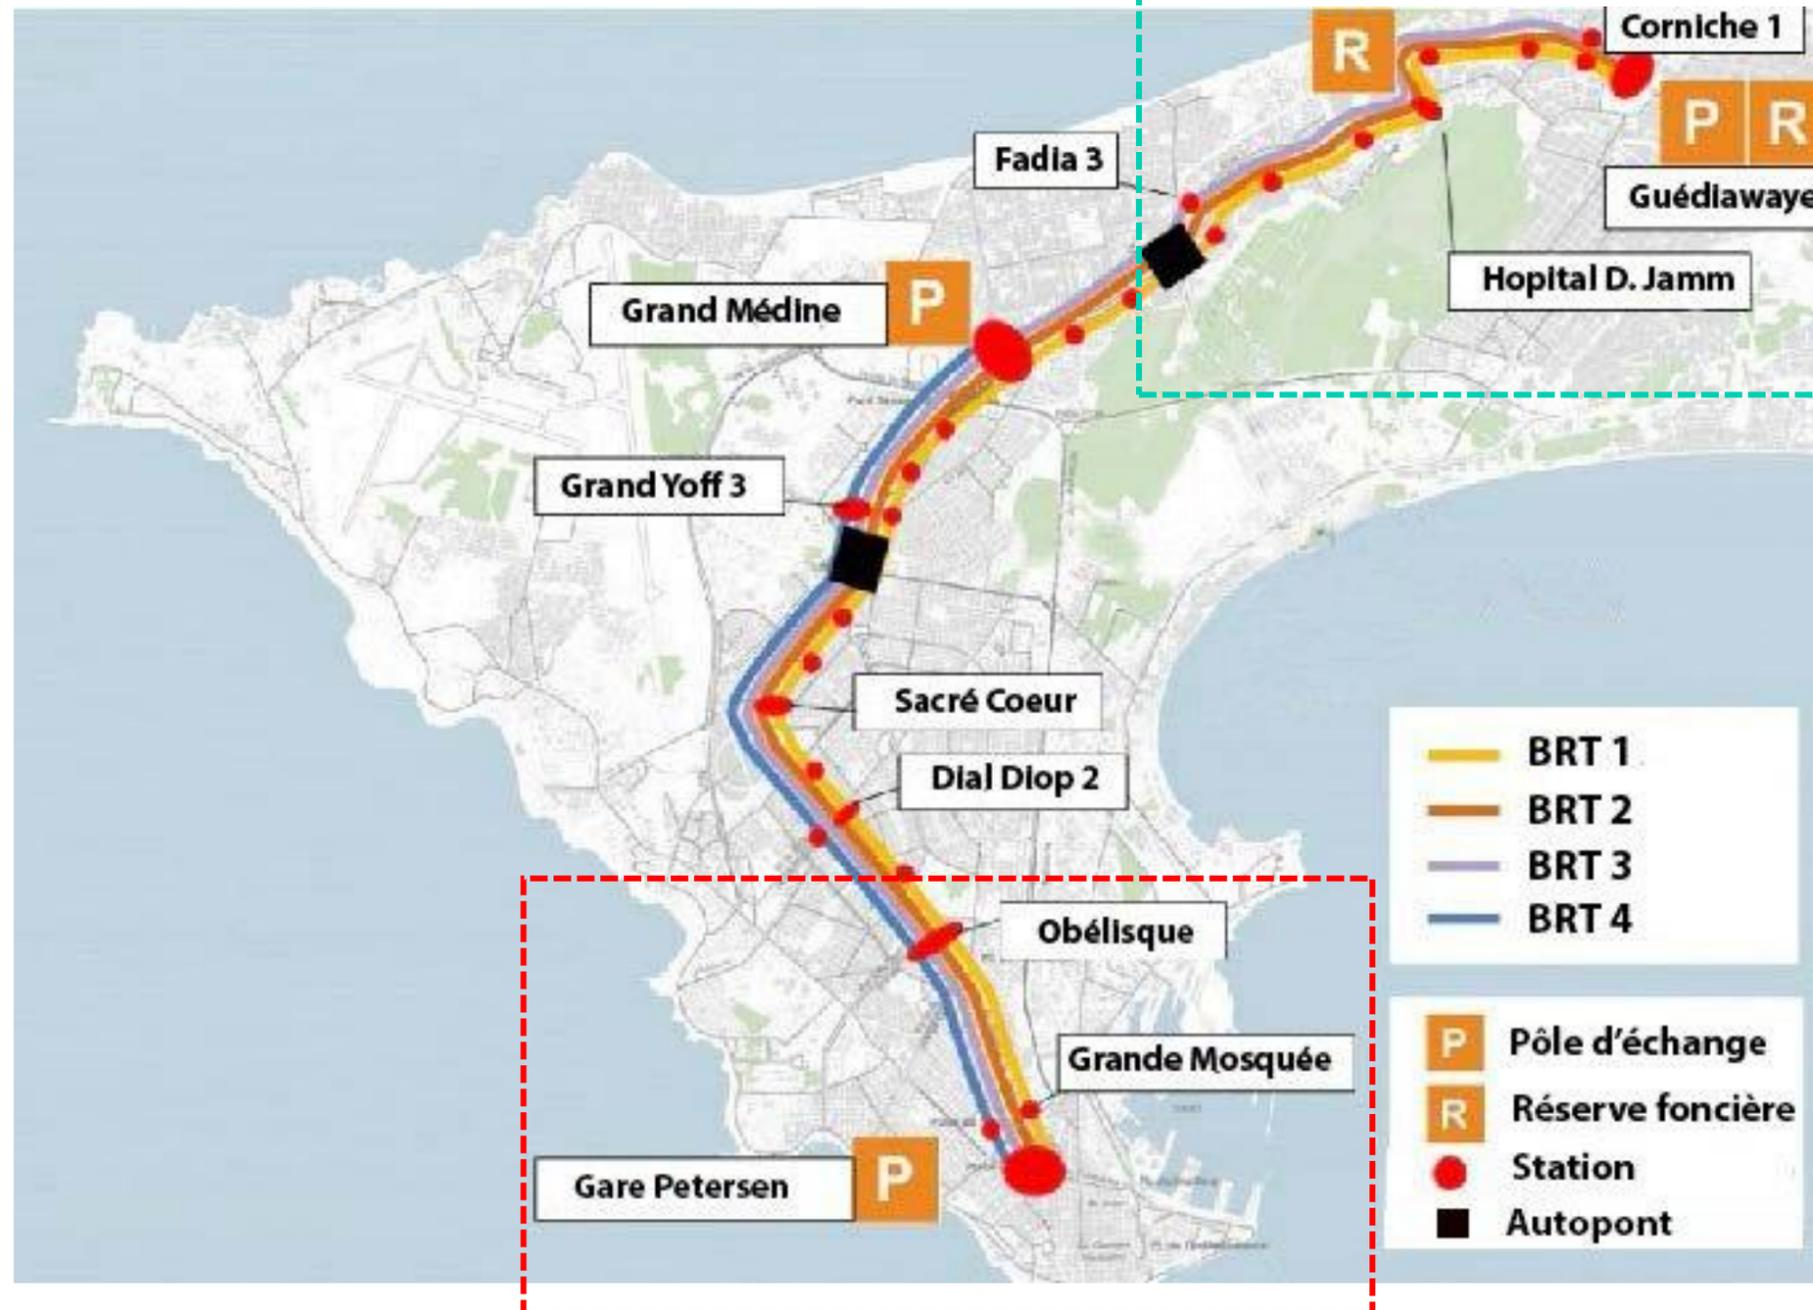 Corniche 1
R
P R
Fadia 3
Guédiawaye
Hopital D. Jamm
Grand Médine
P
Grand Yoff 3
Sacré Coeur
Dial Diop 2
Obélisque
Grande Mosquée
Gare Petersen
P
BRT 1
BRT 2
BRT 3
BRT 4
P Pôle d'échange
R Réserve foncière
Station
Autopont